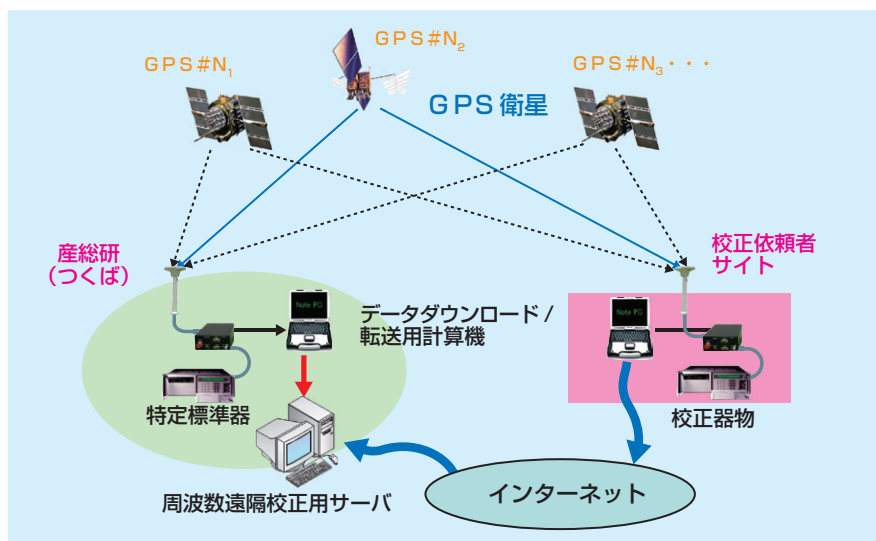 GPS#N₁
GPS#N₂
GPS#N₃・・・
GPS衛星
産総研
（つくば）
校正依頼者
サイト
Note PC
データダウンロード /
転送用計算機
Note PC
特定標準器
校正器物
周波数遠隔校正用サーバ
インターネット